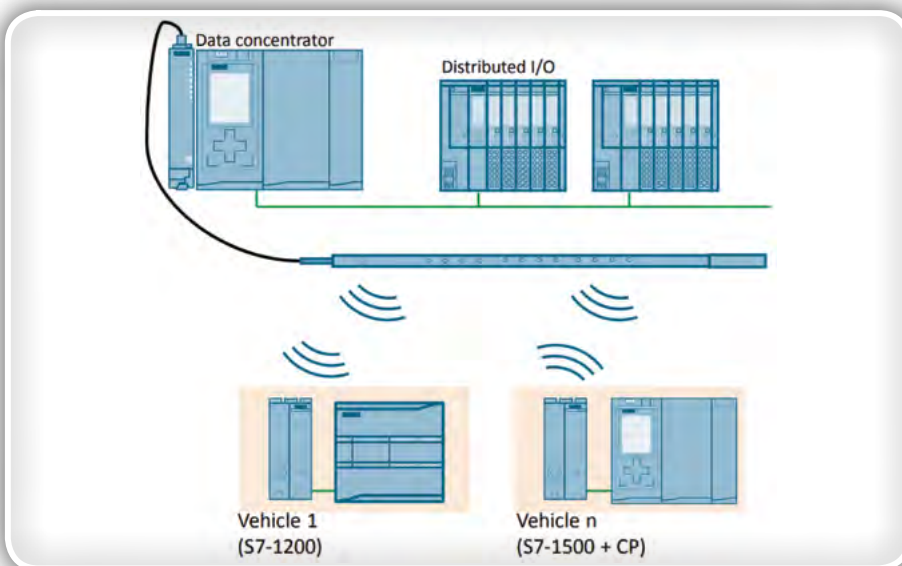 Data concentrator
Distributed I/O
Vehicle 1
(S7-1200)
Vehicle n
(S7-1500 + CP)